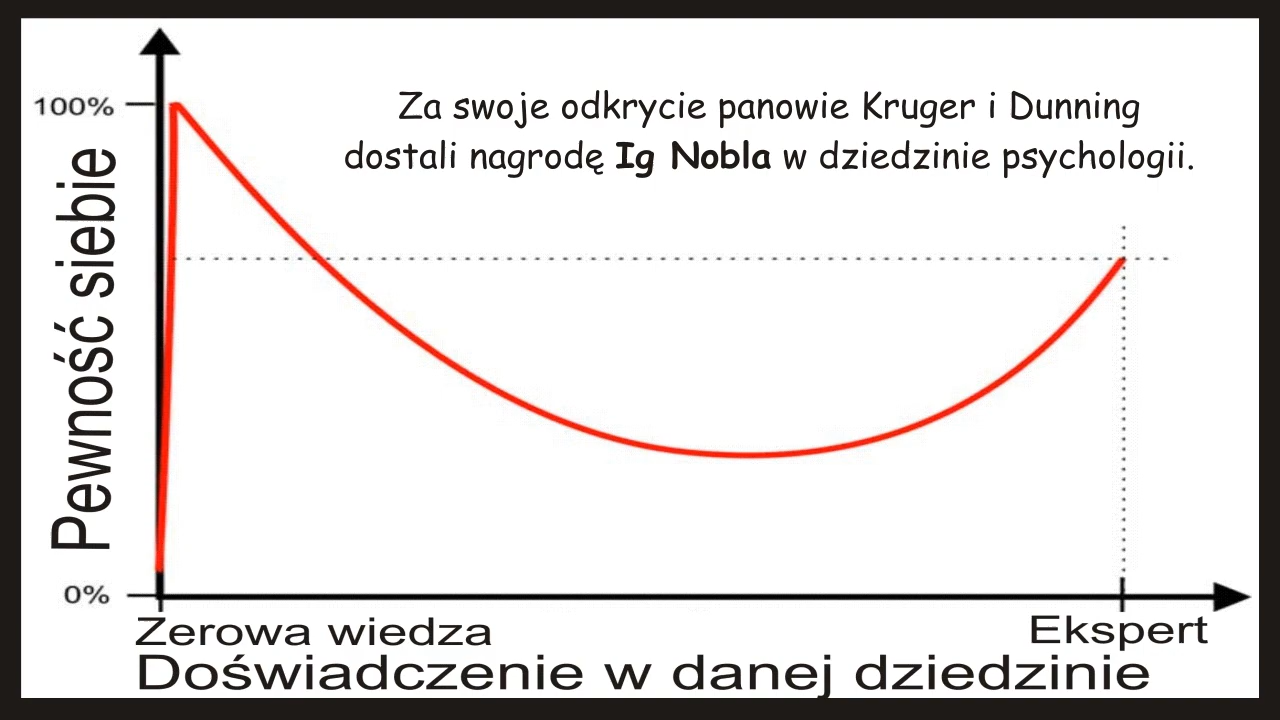 Za swoje odkrycie panowie Kruger i Dunning
dostali nagrodę Ig Nobla w dziedzinie psychologii.
100%
Pewność siebie
0%
Zerowa wiedza
Ekspert
Doświadczenie w danej dziedzinie